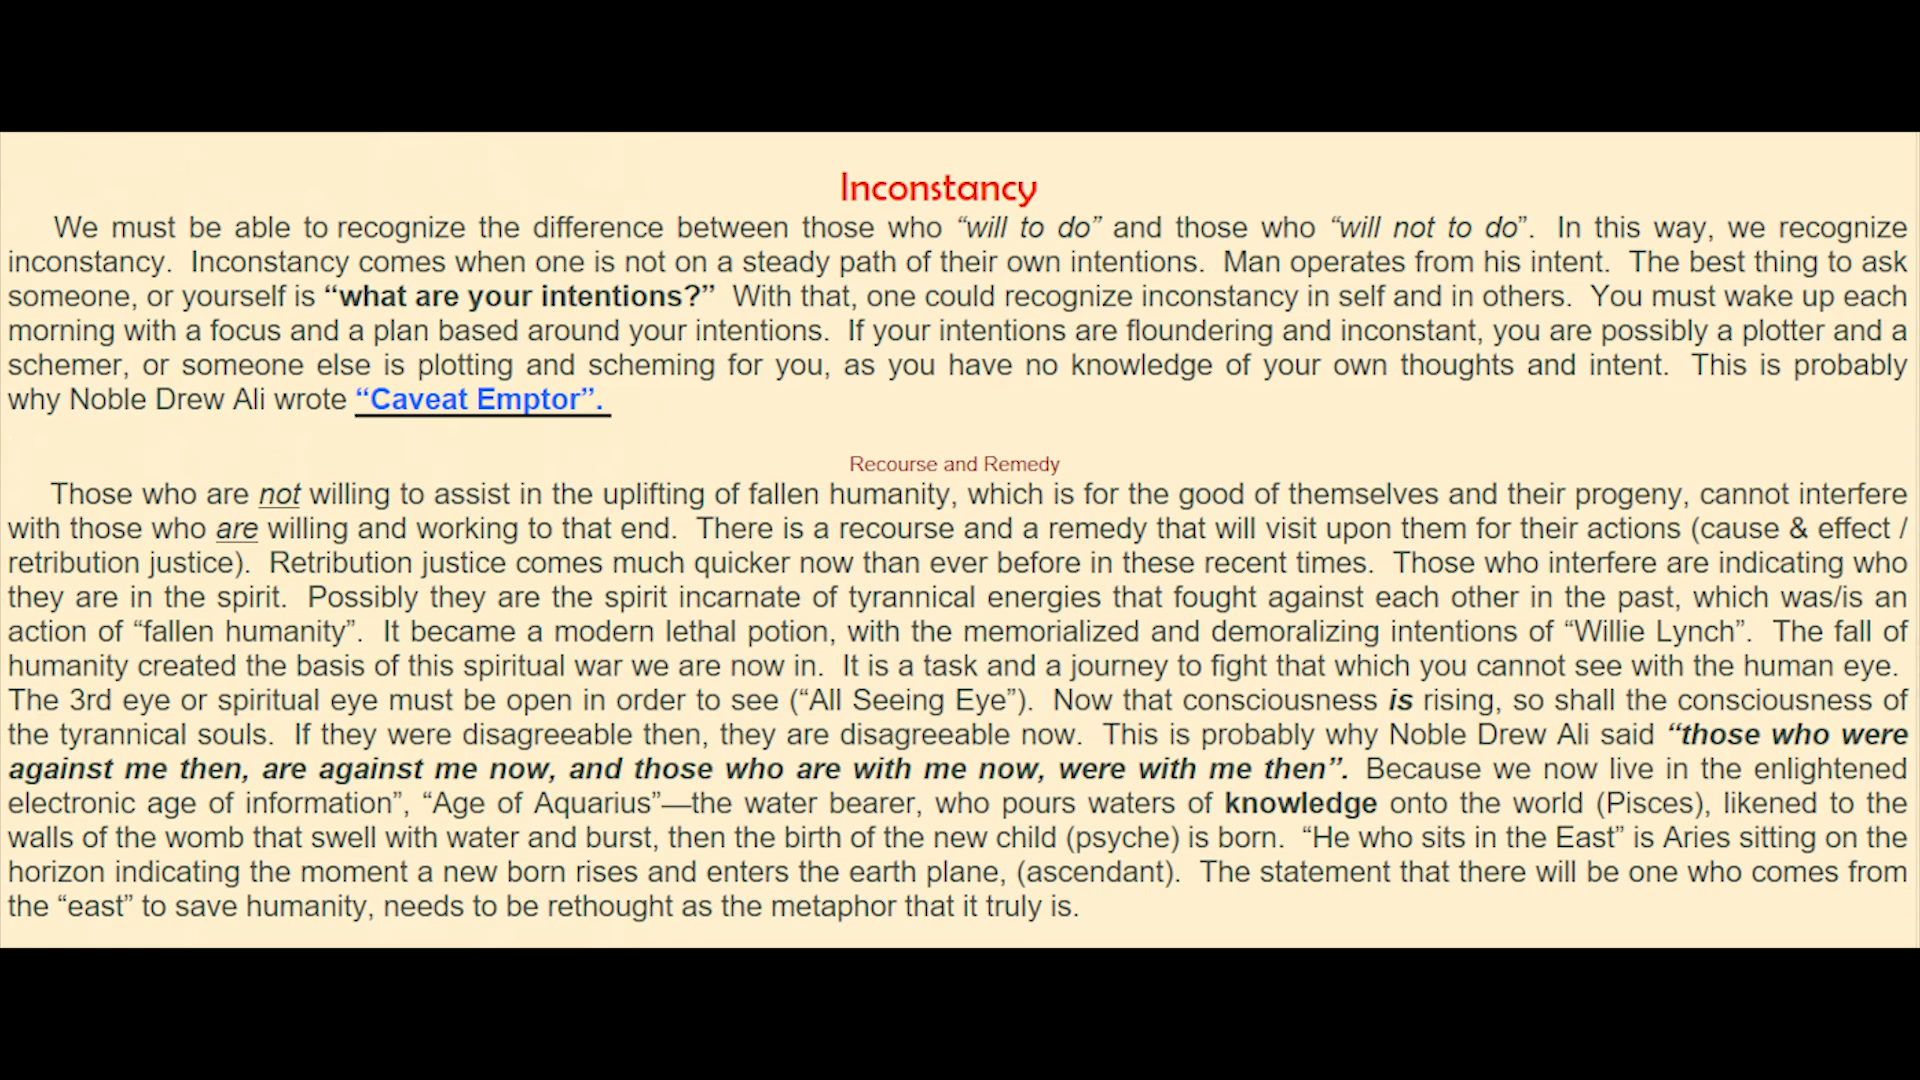 Inconstancy
We must be able to recognize the difference between those who “will to do” and those who “will not to do”. In this way, we recognize
inconstancy. Inconstancy comes when one is not on a steady path of their own intentions. Man operates from his intent. The best thing to ask
someone, or yourself is “what are your intentions?” With that, one could recognize inconstancy in self and in others. You must wake up each
morning with a focus and a plan based around your intentions. If your intentions are floundering and inconstant, you are possibly a plotter and a
schemer, or someone else is plotting and scheming for you, as you have no knowledge of your own thoughts and intent. This is probably
why Noble Drew Ali wrote “Caveat Emptor”.
Recourse and Remedy
Those who are not willing to assist in the uplifting of fallen humanity, which is for the good of themselves and their progeny, cannot interfere
with those who are willing and working to that end. There is a recourse and a remedy that will visit upon them for their actions (cause & effect /
retribution justice). Retribution justice comes much quicker now than ever before in these recent times. Those who interfere are indicating who
they are in the spirit. Possibly they are the spirit incarnate of tyrannical energies that fought against each other in the past, which was/is an
action of “fallen humanity”. It became a modern lethal potion, with the memorialized and demoralizing intentions of “Willie Lynch”. The fall of
humanity created the basis of this spiritual war we are now in. It is a task and a journey to fight that which you cannot see with the human eye.
The 3rd eye or spiritual eye must be open in order to see (“All Seeing Eye”). Now that consciousness is rising, so shall the consciousness of
the tyrannical souls. If they were disagreeable then, they are disagreeable now. This is probably why Noble Drew Ali said “those who were
against me then, are against me now, and those who are with me now, were with me then”. Because we now live in the enlightened
electronic age of information”, “Age of Aquarius”—the water bearer, who pours waters of knowledge onto the world (Pisces), likened to the
walls of the womb that swell with water and burst, then the birth of the new child (psyche) is born. “He who sits in the East” is Aries sitting on the
horizon indicating the moment a new born rises and enters the earth plane, (ascendant). The statement that there will be one who comes from
the “east” to save humanity, needs to be rethought as the metaphor that it truly is.